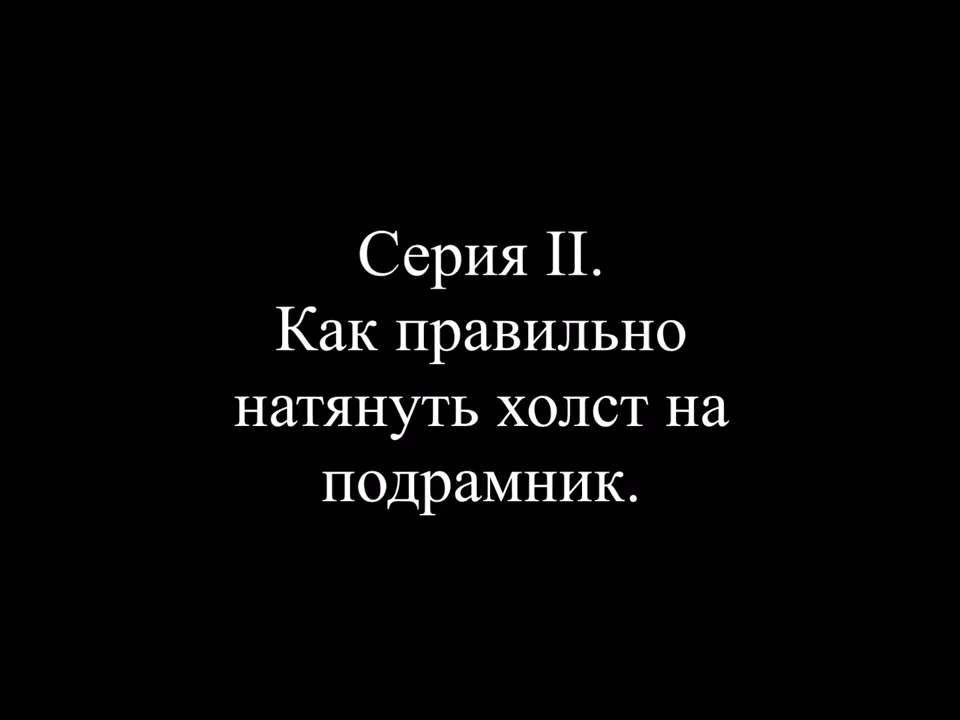 Серия II.
Как правильно
натянуть холст на
подрамник.